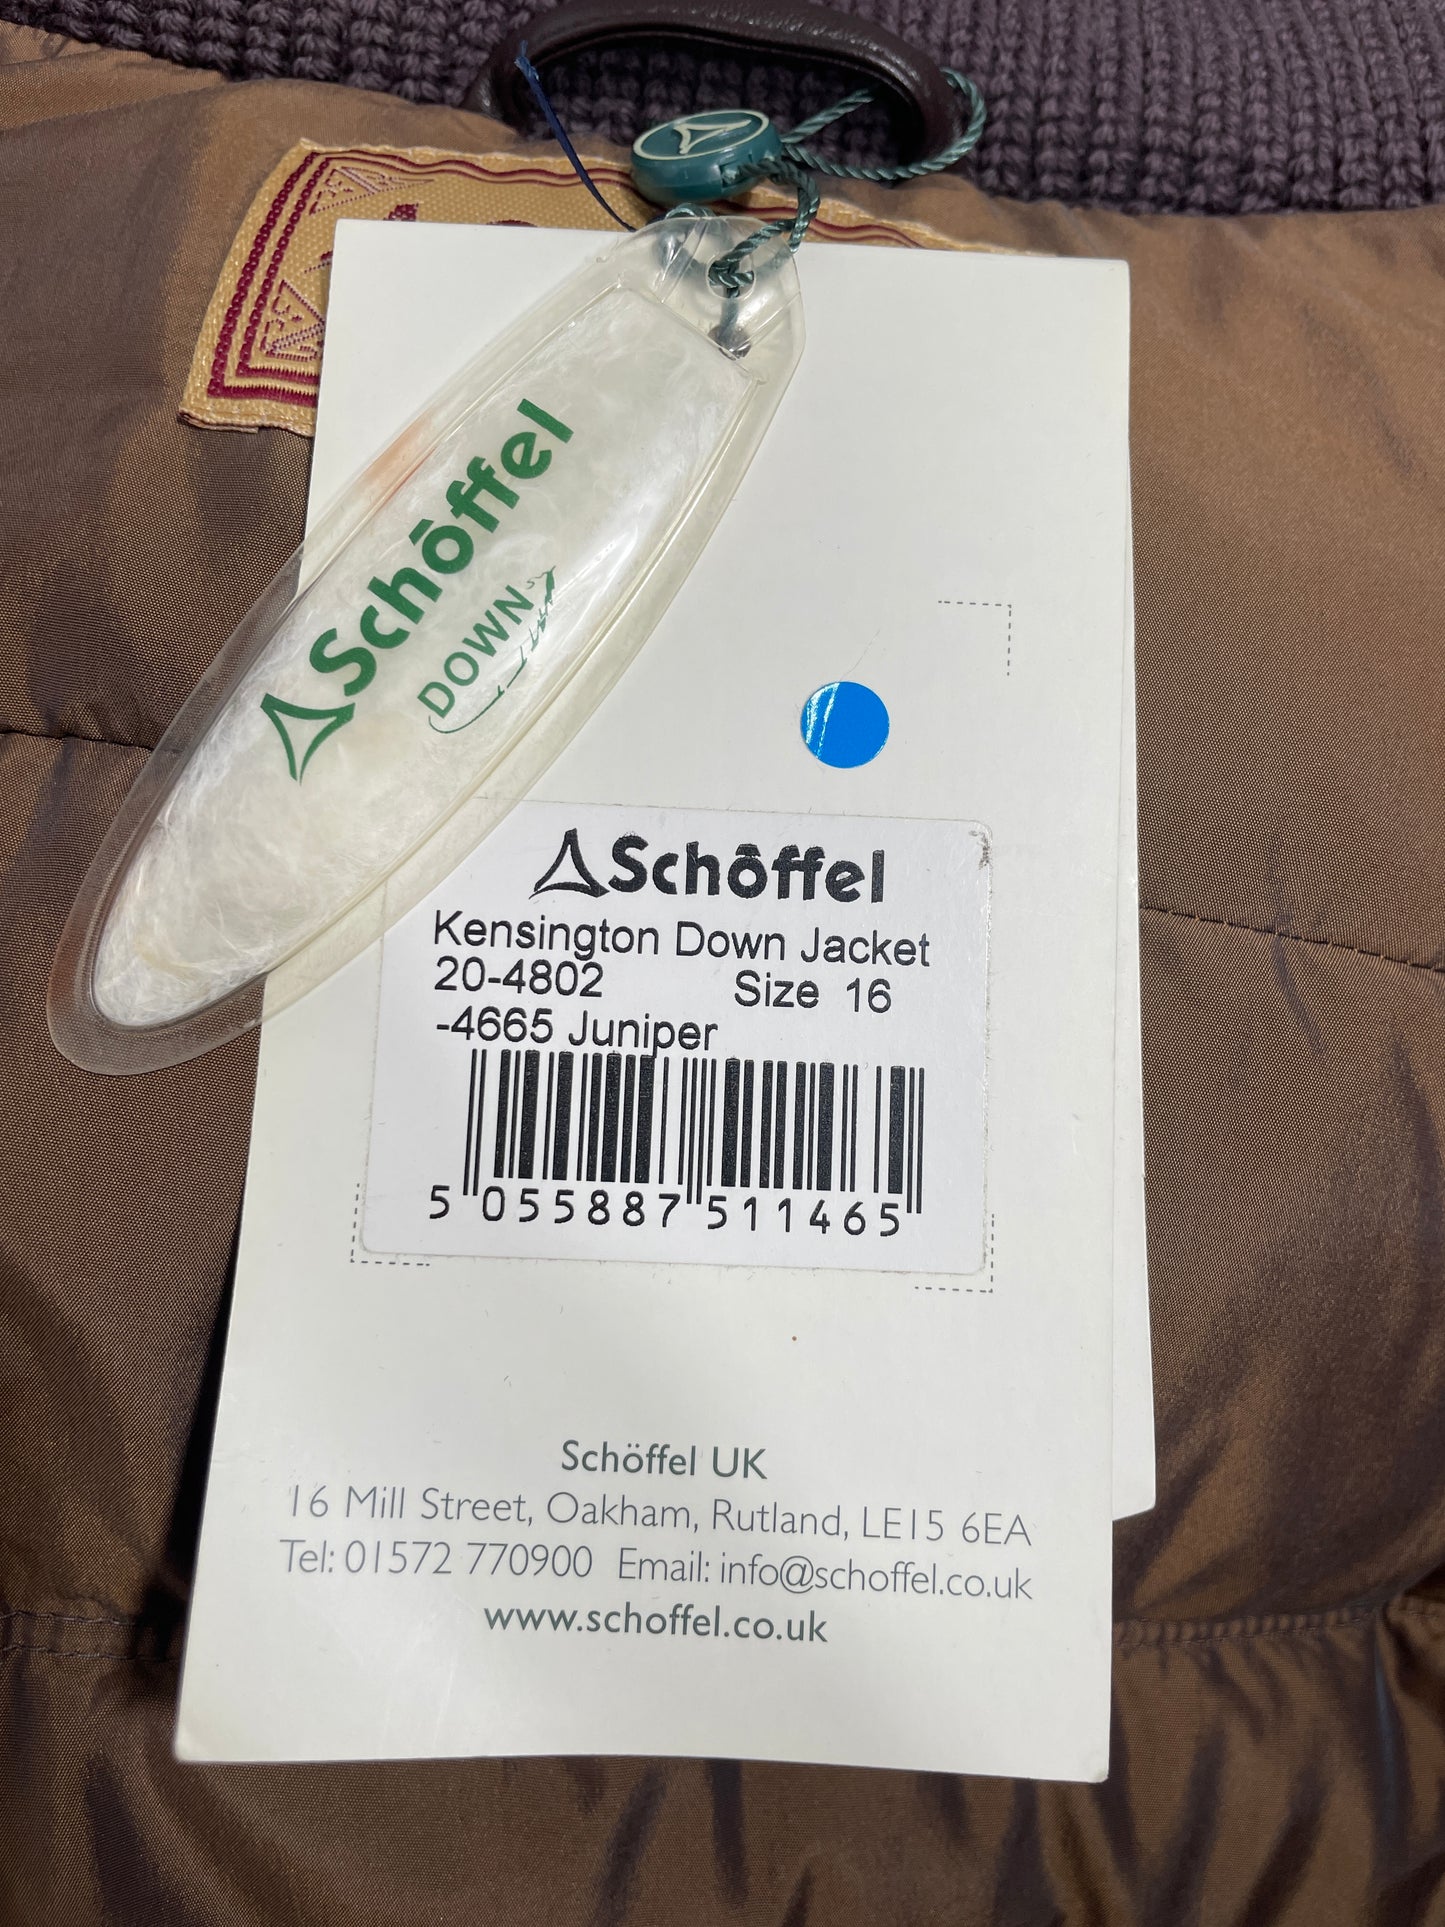 Schöffel
DOWN
Schöffel
Kensington Down Jacket
20-4802 Size 16
-4665 Juniper
5 055887 511465
Schöffel UK
16 Mill Street, Oakham, Rutland, LE15 6EA
Tel: 01572 770900 Email: info@schoffel.co.uk
www.schoffel.co.uk